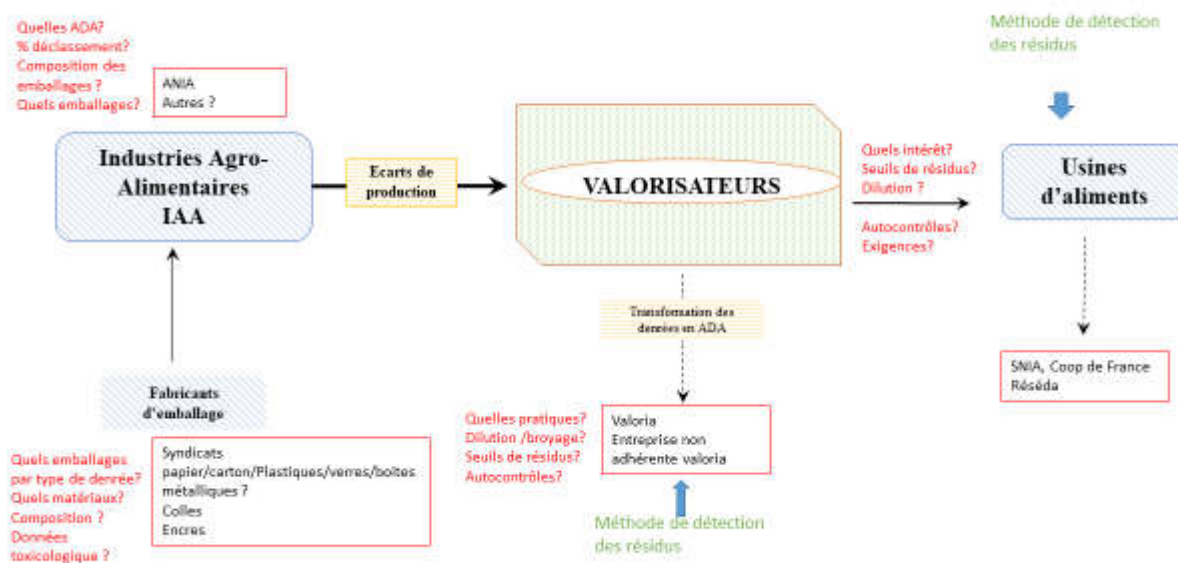 Quelles ADA?
% déclassement?
Composition des
emballages ?
Quels emballages?
ANIA
Autres ?
Méthode de détection
des résidus
Industries Agro-
Alimentaires
IAA
Ecarts de
production
VALORISATEURS
Quels intérêt?
Seuils de résidus?
Dilution ?
Autocontrôles?
Exigences?
Usines
d’aliments
Transformation des
denrées en ADA
SNIA, Coop de France
Réséda
Fabricants
d’emballage
Quels emballages
par type de denrée?
Quels matériaux?
Composition ?
Données
toxicologique ?
Syndicats
papier/carton/Plastiques/verres/boites
métalliques ?
Colles
Encres
Quelles pratiques?
Dilution /broyage?
Seuils de résidus?
Autocontrôles?
Valoria
Entreprise non
adhérente valoria
Méthode de détection
des résidus